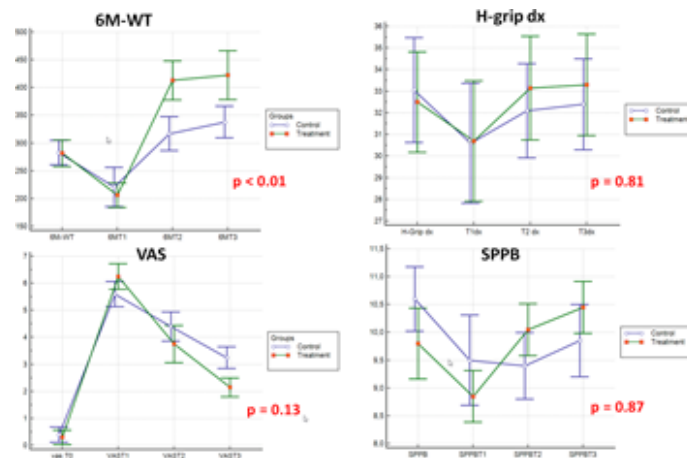 6M-WT
450
400
350
300
250
200
150
6M-WT 6MT1 6MT2 6MT3
Groups
Control
Treatment
p < 0.01
H-grip dx
36
35
34
33
32
31
30
29
28
27
H-Grip dx T1dx T2 dx T3dx
Control
Treatment
p = 0.81
VAS
7
6
5
4
3
2
1
0
vas T0 VAST1 VAST2 VAST3
Groups
Control
Treatment
p = 0.13
SPPB
11,5
11,0
10,5
10,0
9,5
9,0
8,5
8,0
SPPB SPPBT1 SPPBT2 SPPBT3
Control
Treatment
p = 0.87